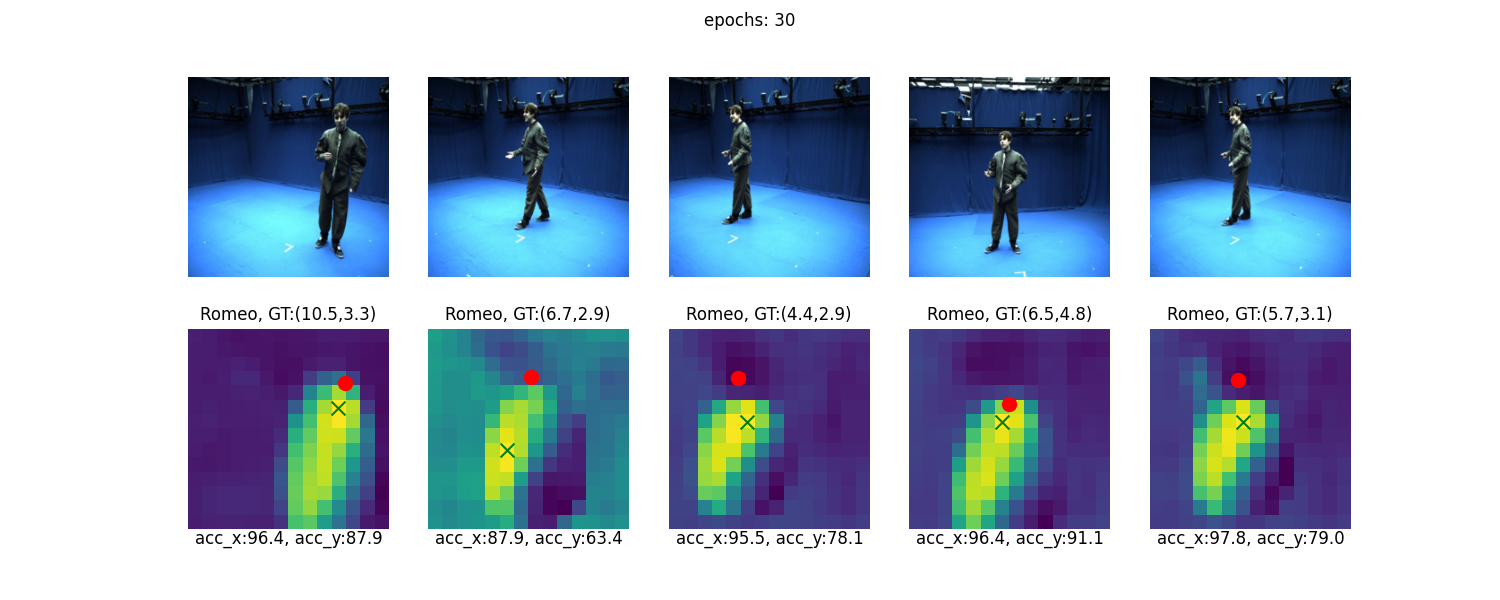 epochs: 30
Romeo, GT:(10.5,3.3)
Romeo, GT:(6.7,2.9)
Romeo, GT:(4.4,2.9)
Romeo, GT:(6.5,4.8)
Romeo, GT:(5.7,3.1)
acc_x:96.4, acc_y:87.9
acc_x:87.9, acc_y:63.4
acc_x:95.5, acc_y:78.1
acc_x:96.4, acc_y:91.1
acc_x:97.8, acc_y:79.0